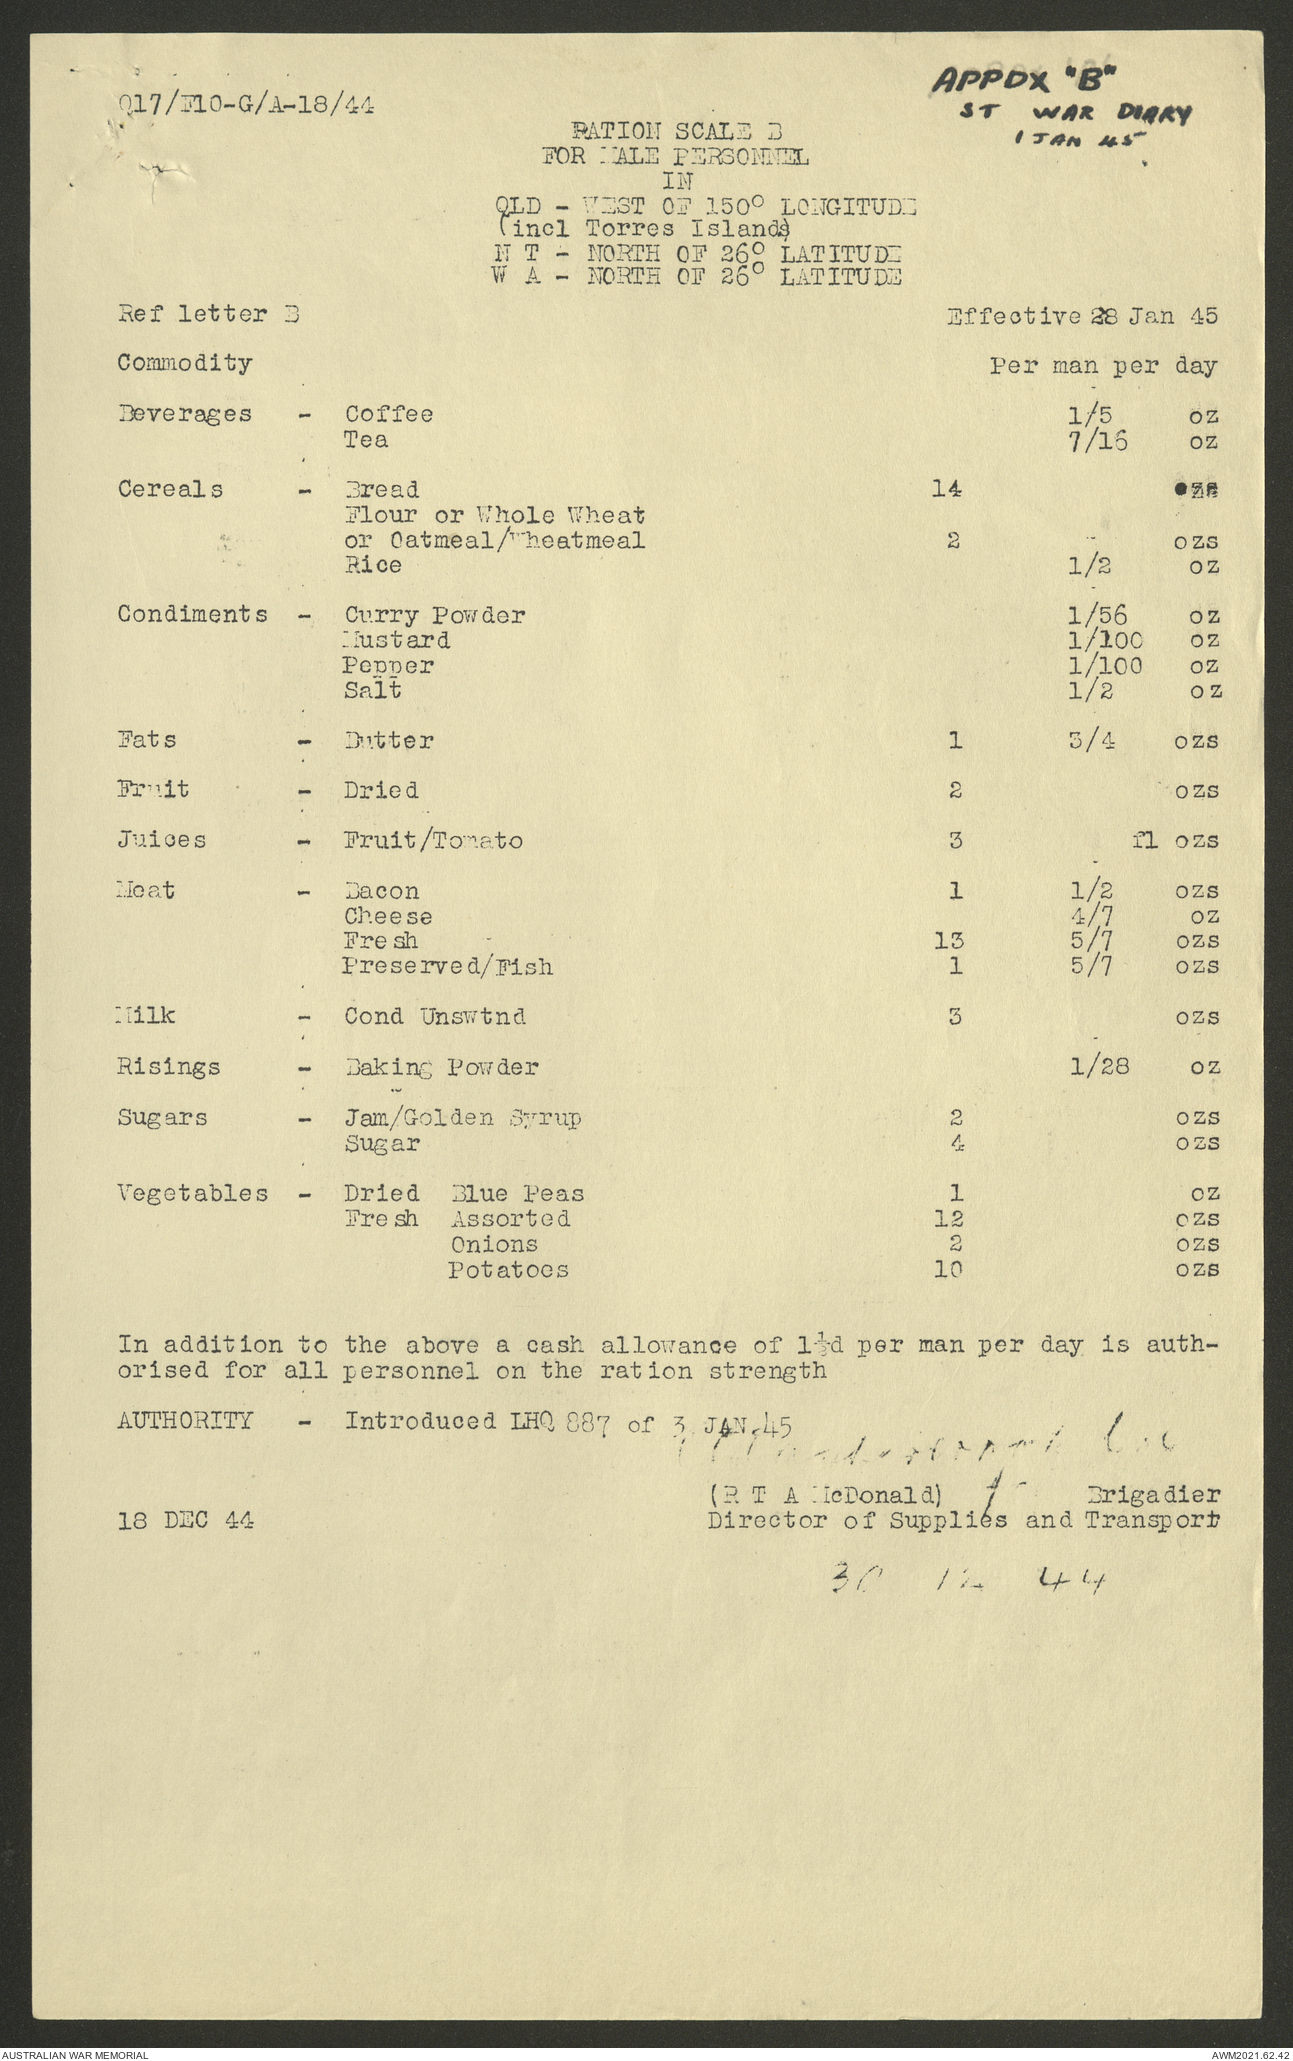 APPDX "B"
ST WAR DIARY
1 JAN 45
Q17/F10-G/A-18/44
RATION SCALE B
FOR MALE PERSONNEL
IN
QLD - WEST OF 150° LONGITUDE
(incl Torres Islands)
N T - NORTH OF 26° LATITUDE
W A - NORTH OF 26° LATITUDE
Ref letter B Effective 28 Jan 45
Commodity Per man per day
Beverages - Coffee 1/5 oz
Tea 7/16 oz
Cereals - Bread 14 ozs
Flour or Whole Wheat
or Oatmeal/Wheatmeal 2 ozs
Rice 1/2 oz
Condiments - Curry Powder 1/56 oz
Mustard 1/100 oz
Pepper 1/100 oz
Salt 1/2 oz
Fats - Butter 1 3/4 ozs
Fruit - Dried 2 ozs
Juices - Fruit/Tomato 3 fl ozs
Meat - Bacon 1 1/2 ozs
Cheese 4/7 oz
Fresh 13 5/7 ozs
Preserved/Fish 1 5/7 ozs
Milk - Cond Unswtnd 3 ozs
Risings - Baking Powder 1/28 oz
Sugars - Jam/Golden Syrup 2 ozs
Sugar 4 ozs
Vegetables - Dried Blue Peas 1 oz
Fresh Assorted 12 ozs
Onions 2 ozs
Potatoes 10 ozs
In addition to the above a cash allowance of 1½d per man per day is auth-
orised for all personnel on the ration strength
AUTHORITY - Introduced LHQ 887 of 3 JAN 45
(R T A McDonald) Brigadier
18 DEC 44 Director of Supplies and Transport
30 12 44
AUSTRALIAN WAR MEMORIAL AWM2021.62.42